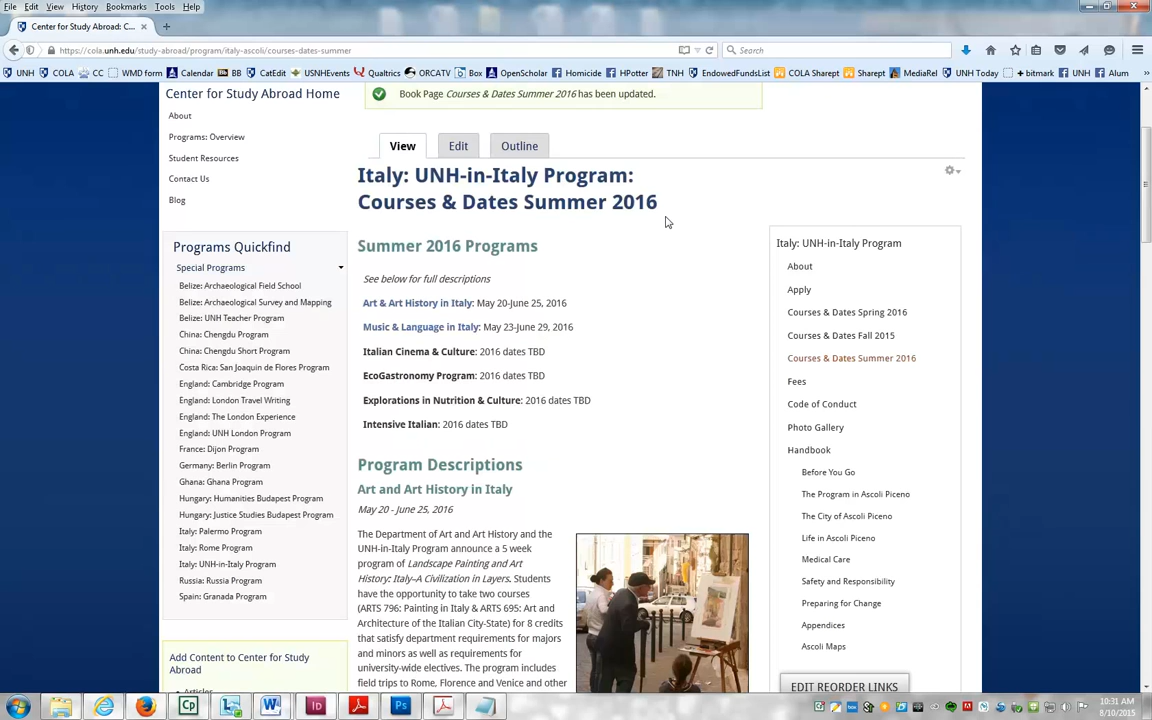 File Edit View History Bookmarks Tools Help
Center for Study Abroad: C...
https://cola.unh.edu/study-abroad/program/italy-ascoli/courses-dates-summer
Search
UNH COLA CC WMD form Calendar BB CatEdit USNHEvents Qualtrics ORCATV Box OpenScholar Homicide HPotter TNH EndowedFundsList COLA Sharept Sharept MediaRel UNH Today + bitmark UNH Alum
Center for Study Abroad Home
About
Programs: Overview
Student Resources
Contact Us
Blog
Programs Quickfind
Special Programs
Belize: Archaeological Field School
Belize: Archaeological Survey and Mapping
Belize: UNH Teacher Program
China: Chengdu Program
China: Chengdu Short Program
Costa Rica: San Joaquin de Flores Program
England: Cambridge Program
England: London Travel Writing
England: The London Experience
England: UNH London Program
France: Dijon Program
Germany: Berlin Program
Ghana: Ghana Program
Hungary: Humanities Budapest Program
Hungary: Justice Studies Budapest Program
Italy: Palermo Program
Italy: Rome Program
Italy: UNH-in-Italy Program
Russia: Russia Program
Spain: Granada Program
Add Content to Center for Study
Abroad
Articles
Book Page Courses & Dates Summer 2016 has been updated.
View Edit Outline
Italy: UNH-in-Italy Program:
Courses & Dates Summer 2016
Summer 2016 Programs
See below for full descriptions
Art & Art History in Italy: May 20-June 25, 2016
Music & Language in Italy: May 23-June 29, 2016
Italian Cinema & Culture: 2016 dates TBD
EcoGastronomy Program: 2016 dates TBD
Explorations in Nutrition & Culture: 2016 dates TBD
Intensive Italian: 2016 dates TBD
Program Descriptions
Art and Art History in Italy
May 20 - June 25, 2016
The Department of Art and Art History and the
UNH-in-Italy Program announce a 5 week
program of Landscape Painting and Art
History: Italy–A Civilization in Layers. Students
have the opportunity to take two courses
(ARTS 796: Painting in Italy & ARTS 695: Art and
Architecture of the Italian City-State) for 8 credits
that satisfy department requirements for majors
and minors as well as requirements for
university-wide electives. The program includes
field trips to Rome, Florence and Venice and other
Italy: UNH-in-Italy Program
About
Apply
Courses & Dates Spring 2016
Courses & Dates Fall 2015
Courses & Dates Summer 2016
Fees
Code of Conduct
Photo Gallery
Handbook
Before You Go
The Program in Ascoli Piceno
The City of Ascoli Piceno
Life in Ascoli Piceno
Medical Care
Safety and Responsibility
Preparing for Change
Appendices
Ascoli Maps
EDIT REORDER LINKS
10:31 AM
8/10/2015